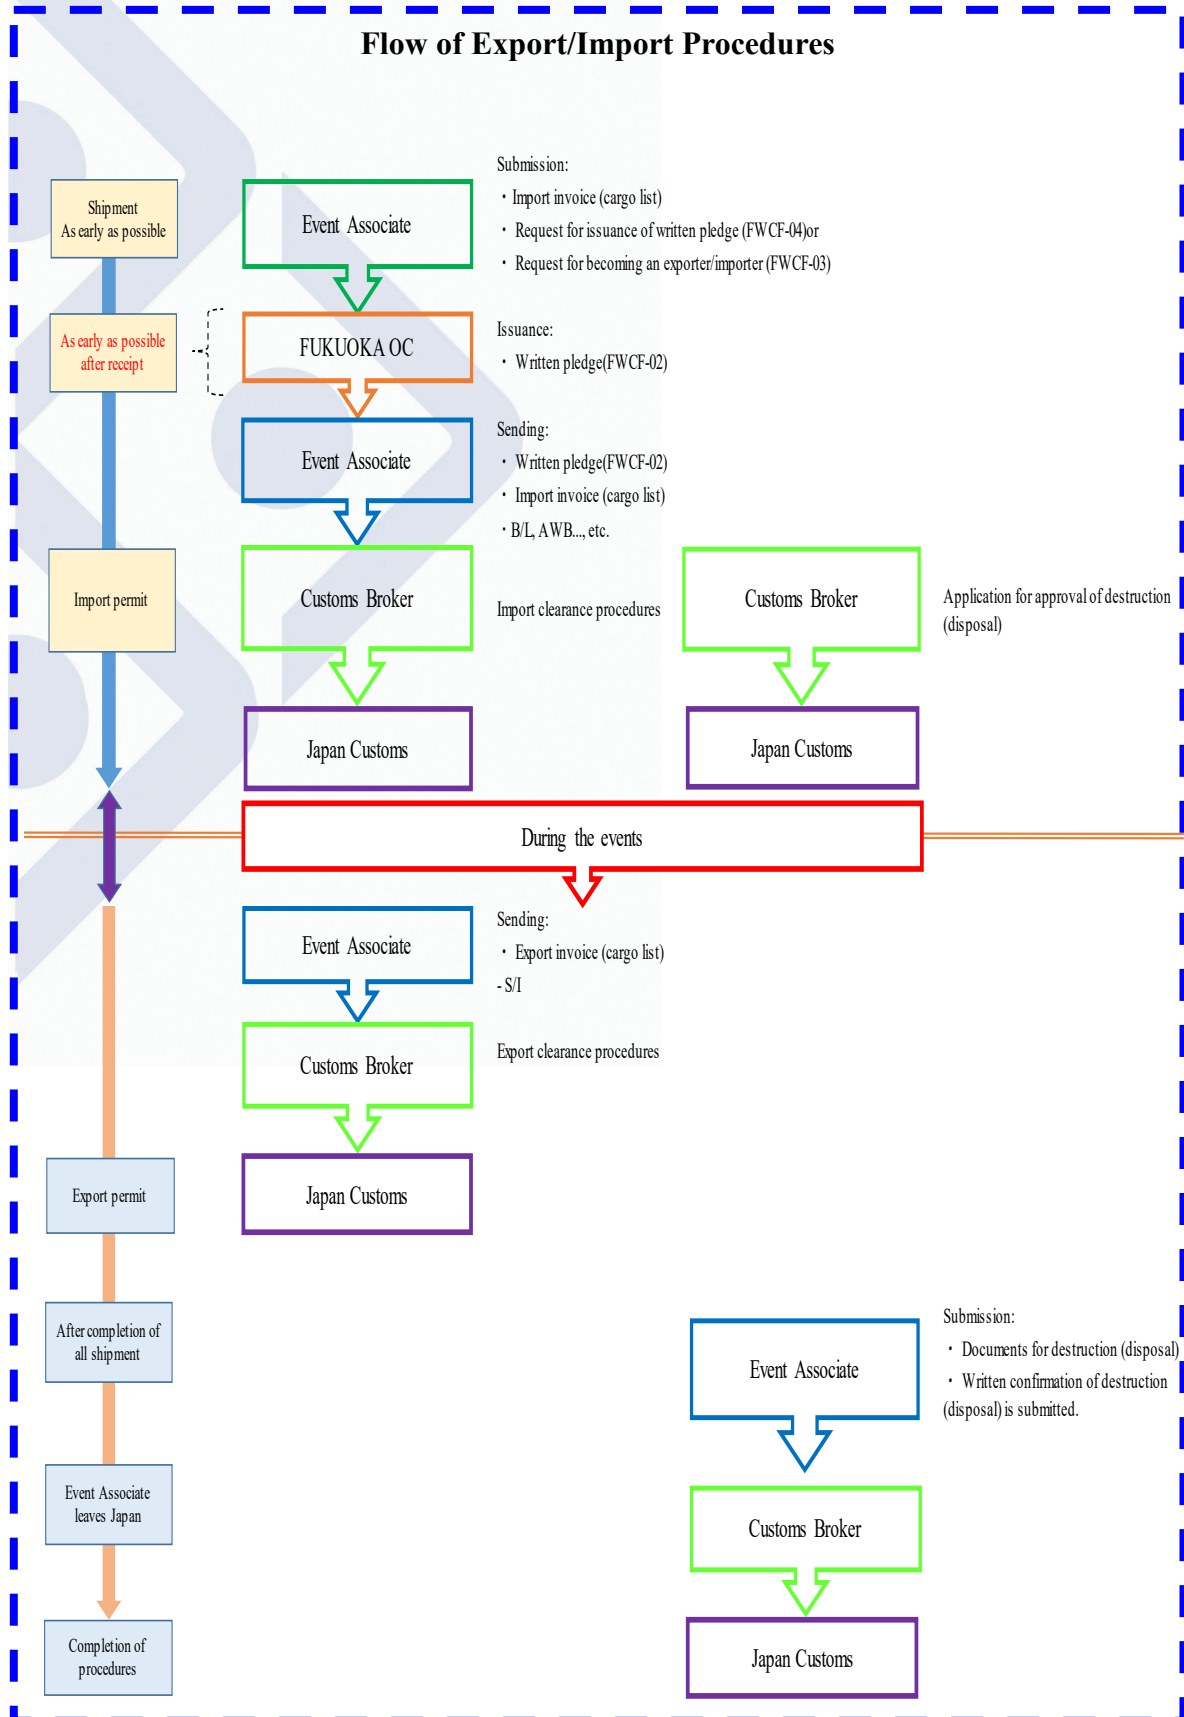 Flow of Export/Import Procedures
Shipment
As early as possible
Event Associate
Submission:
・Import invoice (cargo list)
・ Request for issuance of written pledge (FWCF-04)or
・ Request for becoming an exporter/importer (FWCF-03)
As early as possible
after receipt
FUKUOKA OC
Issuance:
・ Written pledge(FWCF-02)
Event Associate
Sending:
・ Written pledge(FWCF-02)
・ Import invoice (cargo list)
・B/L, AWB..., etc.
Import permit
Customs Broker
Import clearance procedures
Customs Broker
Application for approval of destruction
(disposal)
Japan Customs
Japan Customs
During the events
Event Associate
Sending:
・ Export invoice (cargo list)
- S/I
Customs Broker
Export clearance procedures
Export permit
Japan Customs
After completion of
all shipment
Event Associate
Submission:
・ Documents for destruction (disposal)
・ Written confirmation of destruction
(disposal) is submitted.
Event Associate
leaves Japan
Customs Broker
Completion of
procedures
Japan Customs